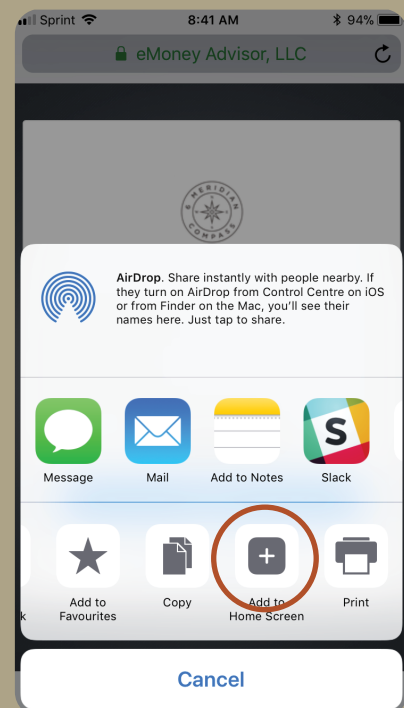 Sprint 8:41 AM 94%
eMoney Advisor, LLC
6 MERIDIAN
COMPASS
AirDrop. Share instantly with people nearby. If
they turn on AirDrop from Control Centre on iOS
or from Finder on the Mac, you'll see their
names here. Just tap to share.
Message Mail Add to Notes Slack
S
k Add to Favourites Copy Add to Home Screen Print
Cancel